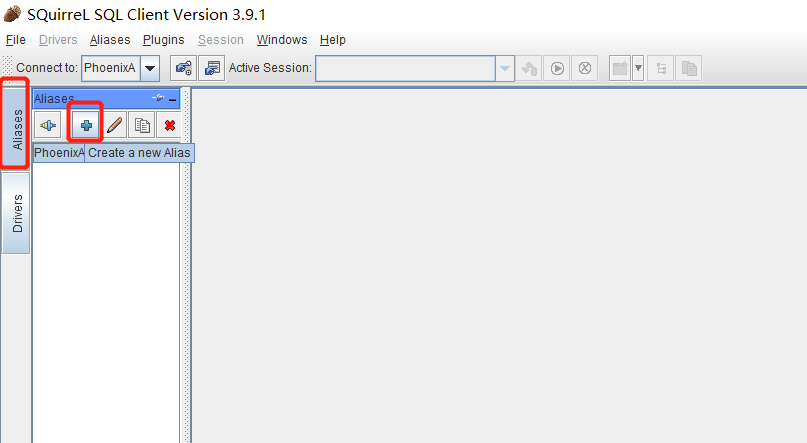 SQuirreL SQL Client Version 3.9.1
File Drivers Aliases Plugins Session Windows Help
Connect to: PhoenixA Active Session:
Aliases
Aliases
PhoenixA Create a new Alias
Drivers